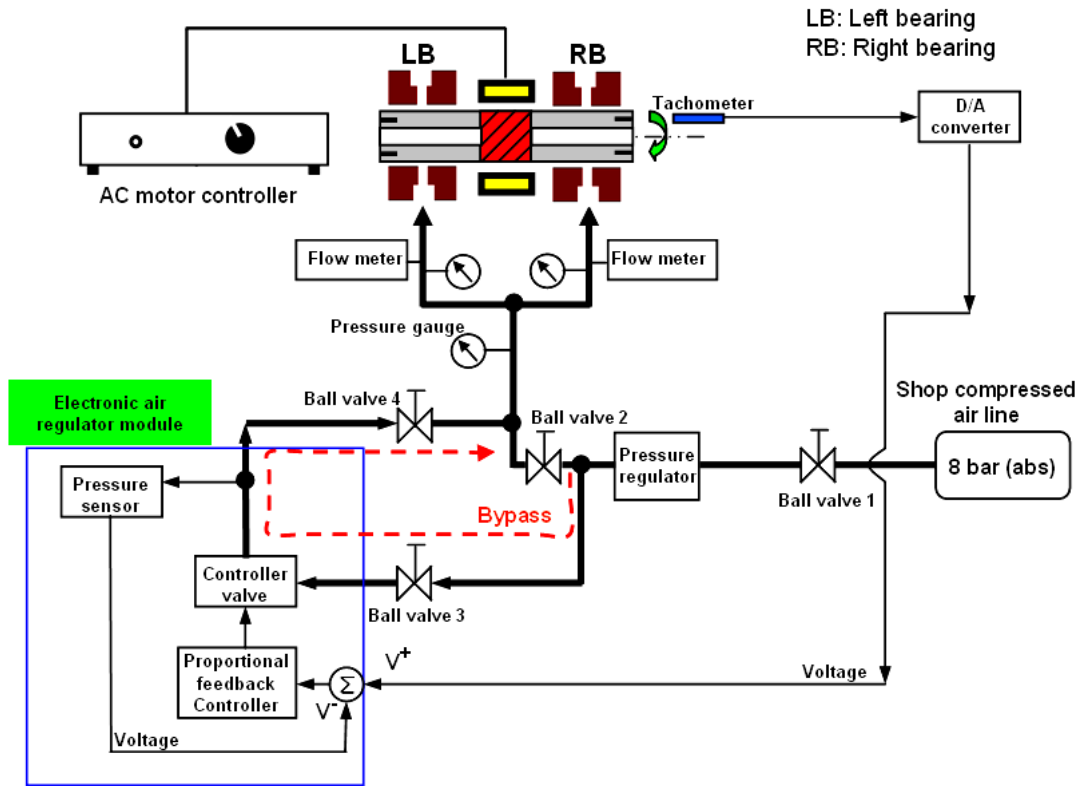 LB: Left bearing
RB: Right bearing
LB
RB
Tachometer
D/A
converter
AC motor controller
Flow meter
Flow meter
Pressure gauge
Ball valve 4
Ball valve 2
Shop compressed
air line
Electronic air
regulator module
Pressure
sensor
Pressure
regulator
8 bar (abs)
Ball valve 1
Bypass
Controller
valve
Ball valve 3
Proportional
feedback
Controller
Σ
V+
V-
Voltage
Voltage